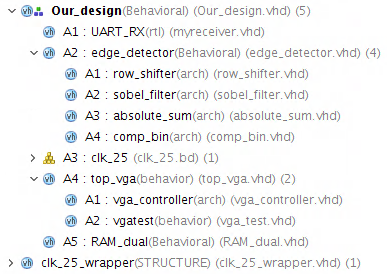 Our_design(Behavioral) (Our_design.vhd) (5)
A1 : UART_RX(rtl) (myreceiver.vhd)
A2 : edge_detector(Behavioral) (edge_detector.vhd) (4)
A1 : row_shifter(arch) (row_shifter.vhd)
A2 : sobel_filter(arch) (sobel_filter.vhd)
A3 : absolute_sum(arch) (absolute_sum.vhd)
A4 : comp_bin(arch) (comp_bin.vhd)
A3 : clk_25 (clk_25.bd) (1)
A4 : top_vga(behavior) (top_vga.vhd) (2)
A1 : vga_controller(arch) (vga_controller.vhd)
A2 : vgatest(behavior) (vga_test.vhd)
A5 : RAM_dual(Behavioral) (RAM_dual.vhd)
clk_25_wrapper(STRUCTURE) (clk_25_wrapper.vhd) (1)